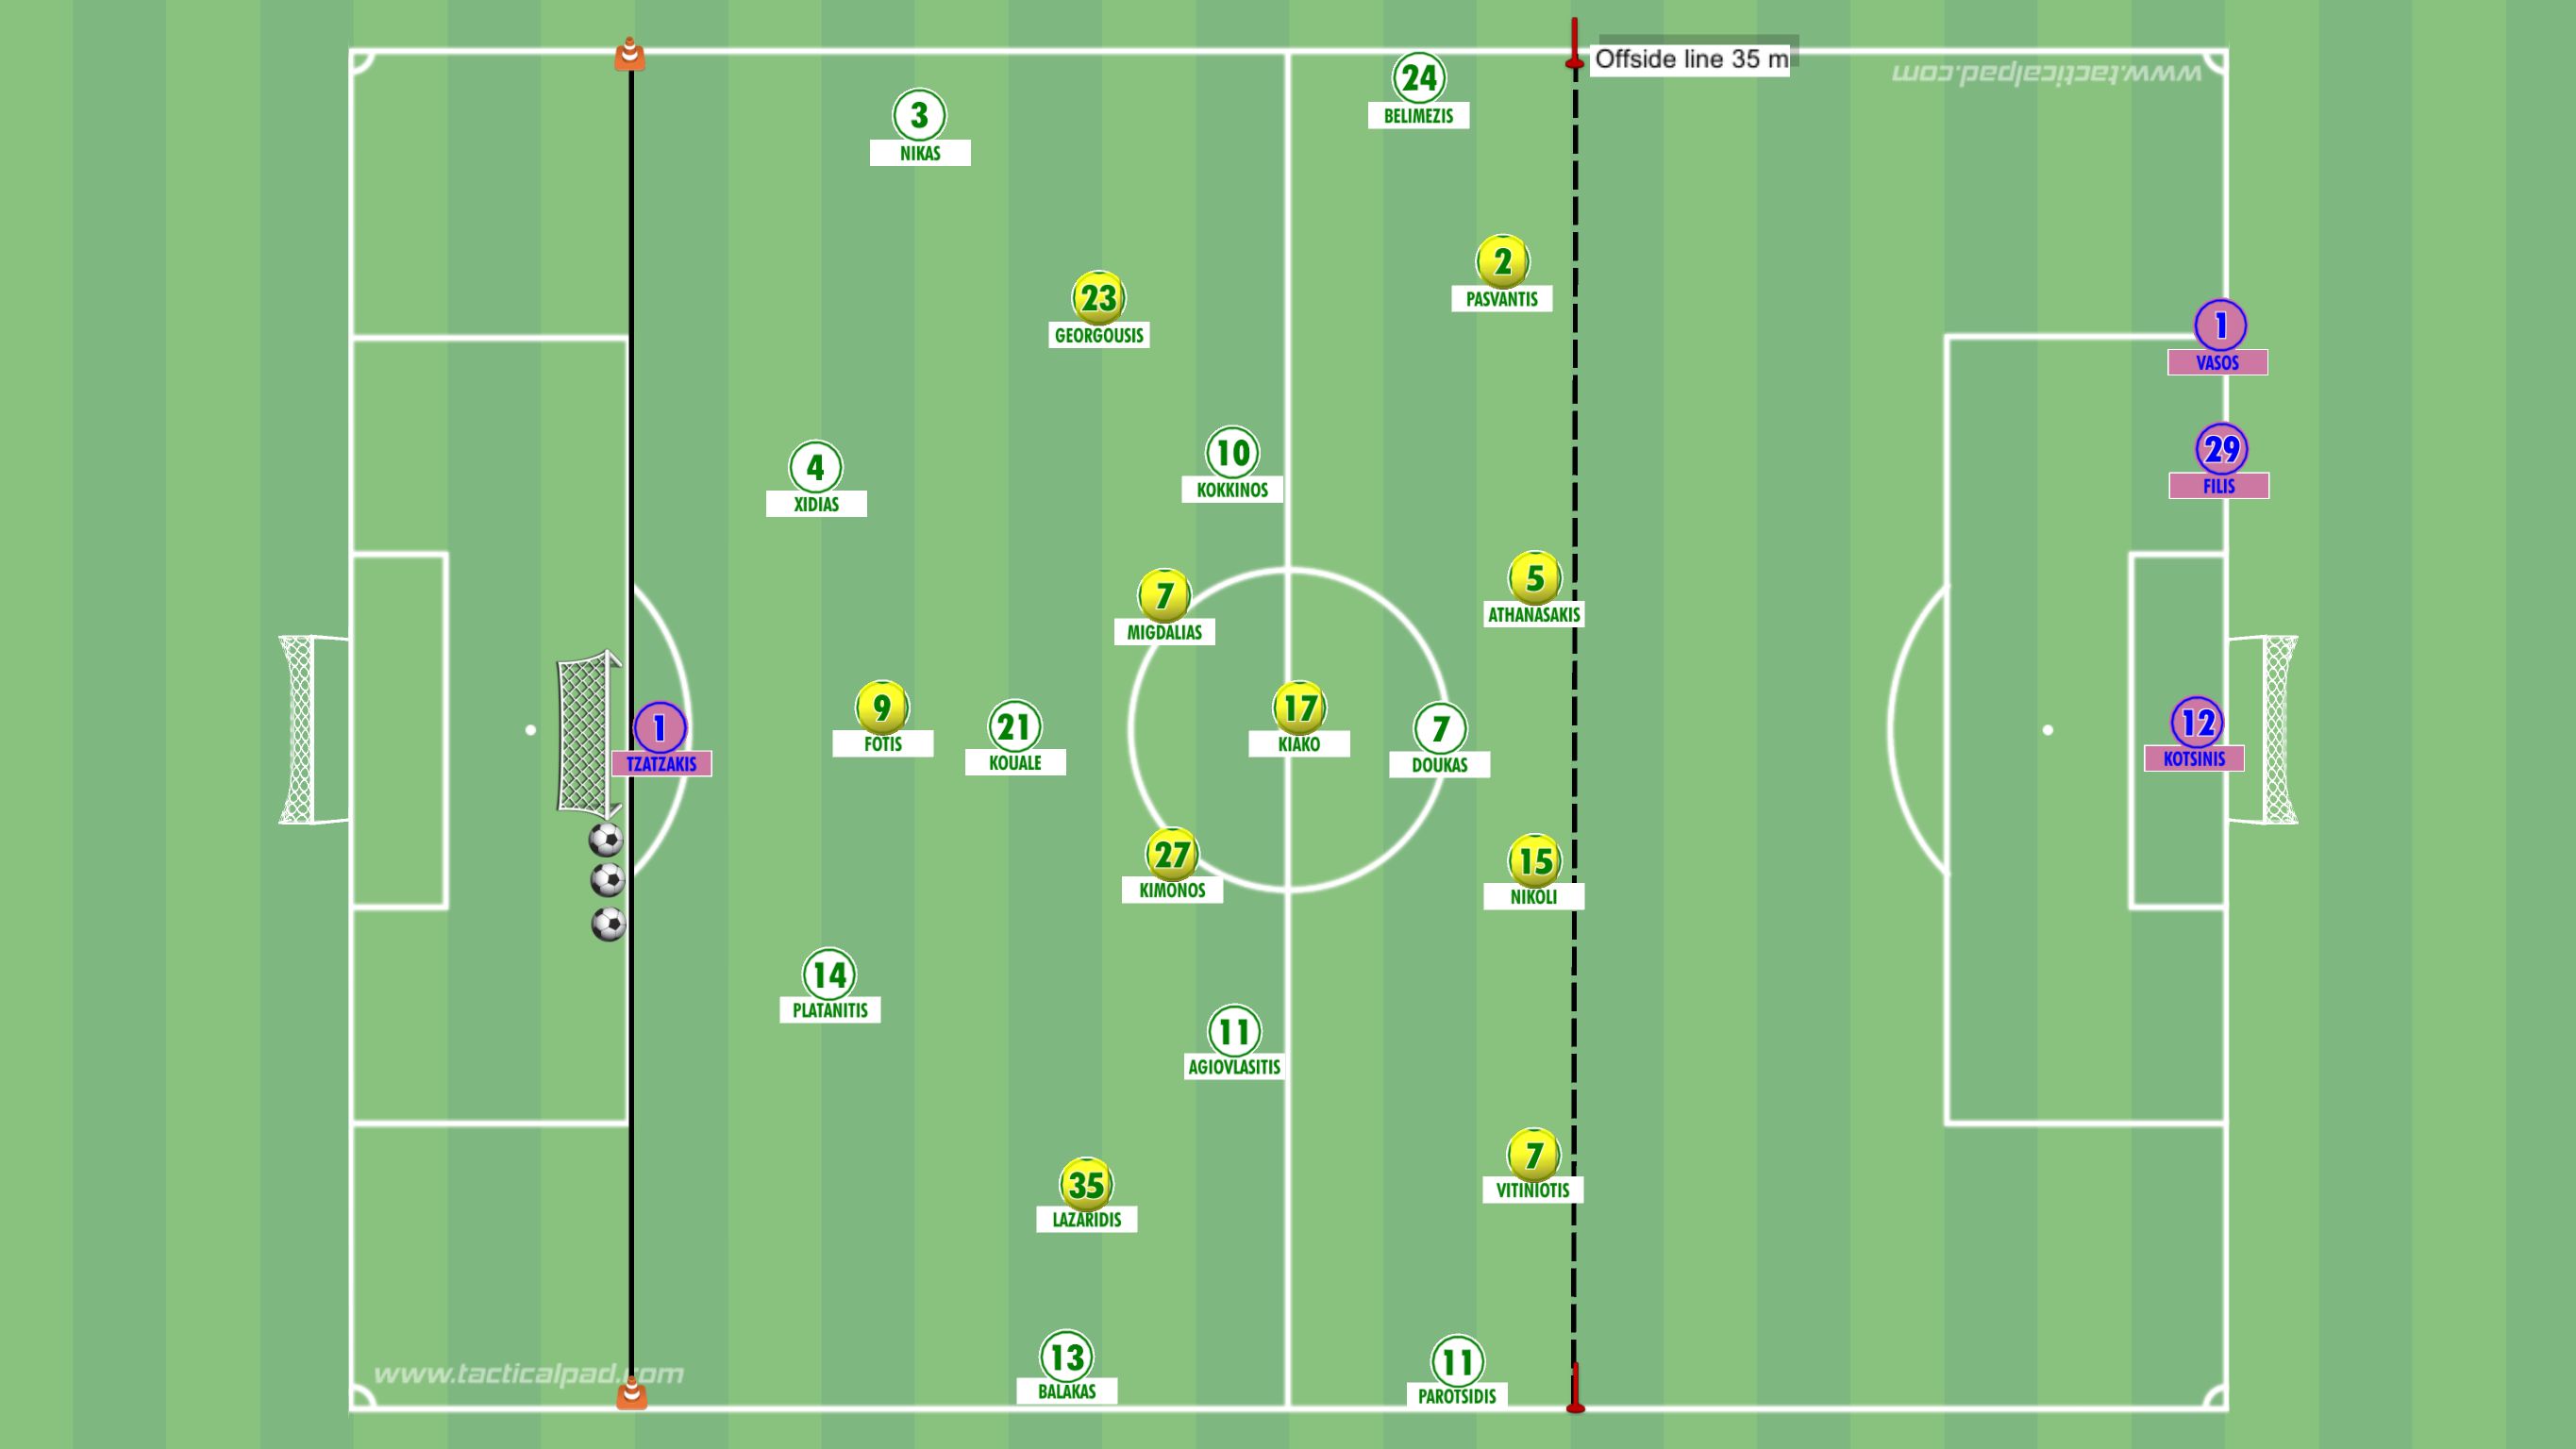 Offside line 35 m
www.tacticalpad.com
24
BELIMEZIS
3
NIKAS
2
PASVANTIS
23
GEORGOUSIS
1
VASOS
10
KOKKINOS
29
FILIS
4
XIDIAS
5
ATHANASAKIS
7
MIGDALIAS
9
FOTIS
17
KIAKO
12
KOTSINIS
1
TZATZAKIS
21
KOUALE
7
DOUKAS
27
KIMONOS
15
NIKOLI
14
PLATANITIS
11
AGIOVLASITIS
7
VITINIOTIS
35
LAZARIDIS
13
BALAKAS
11
PAROTSIDIS
www.tacticalpad.com